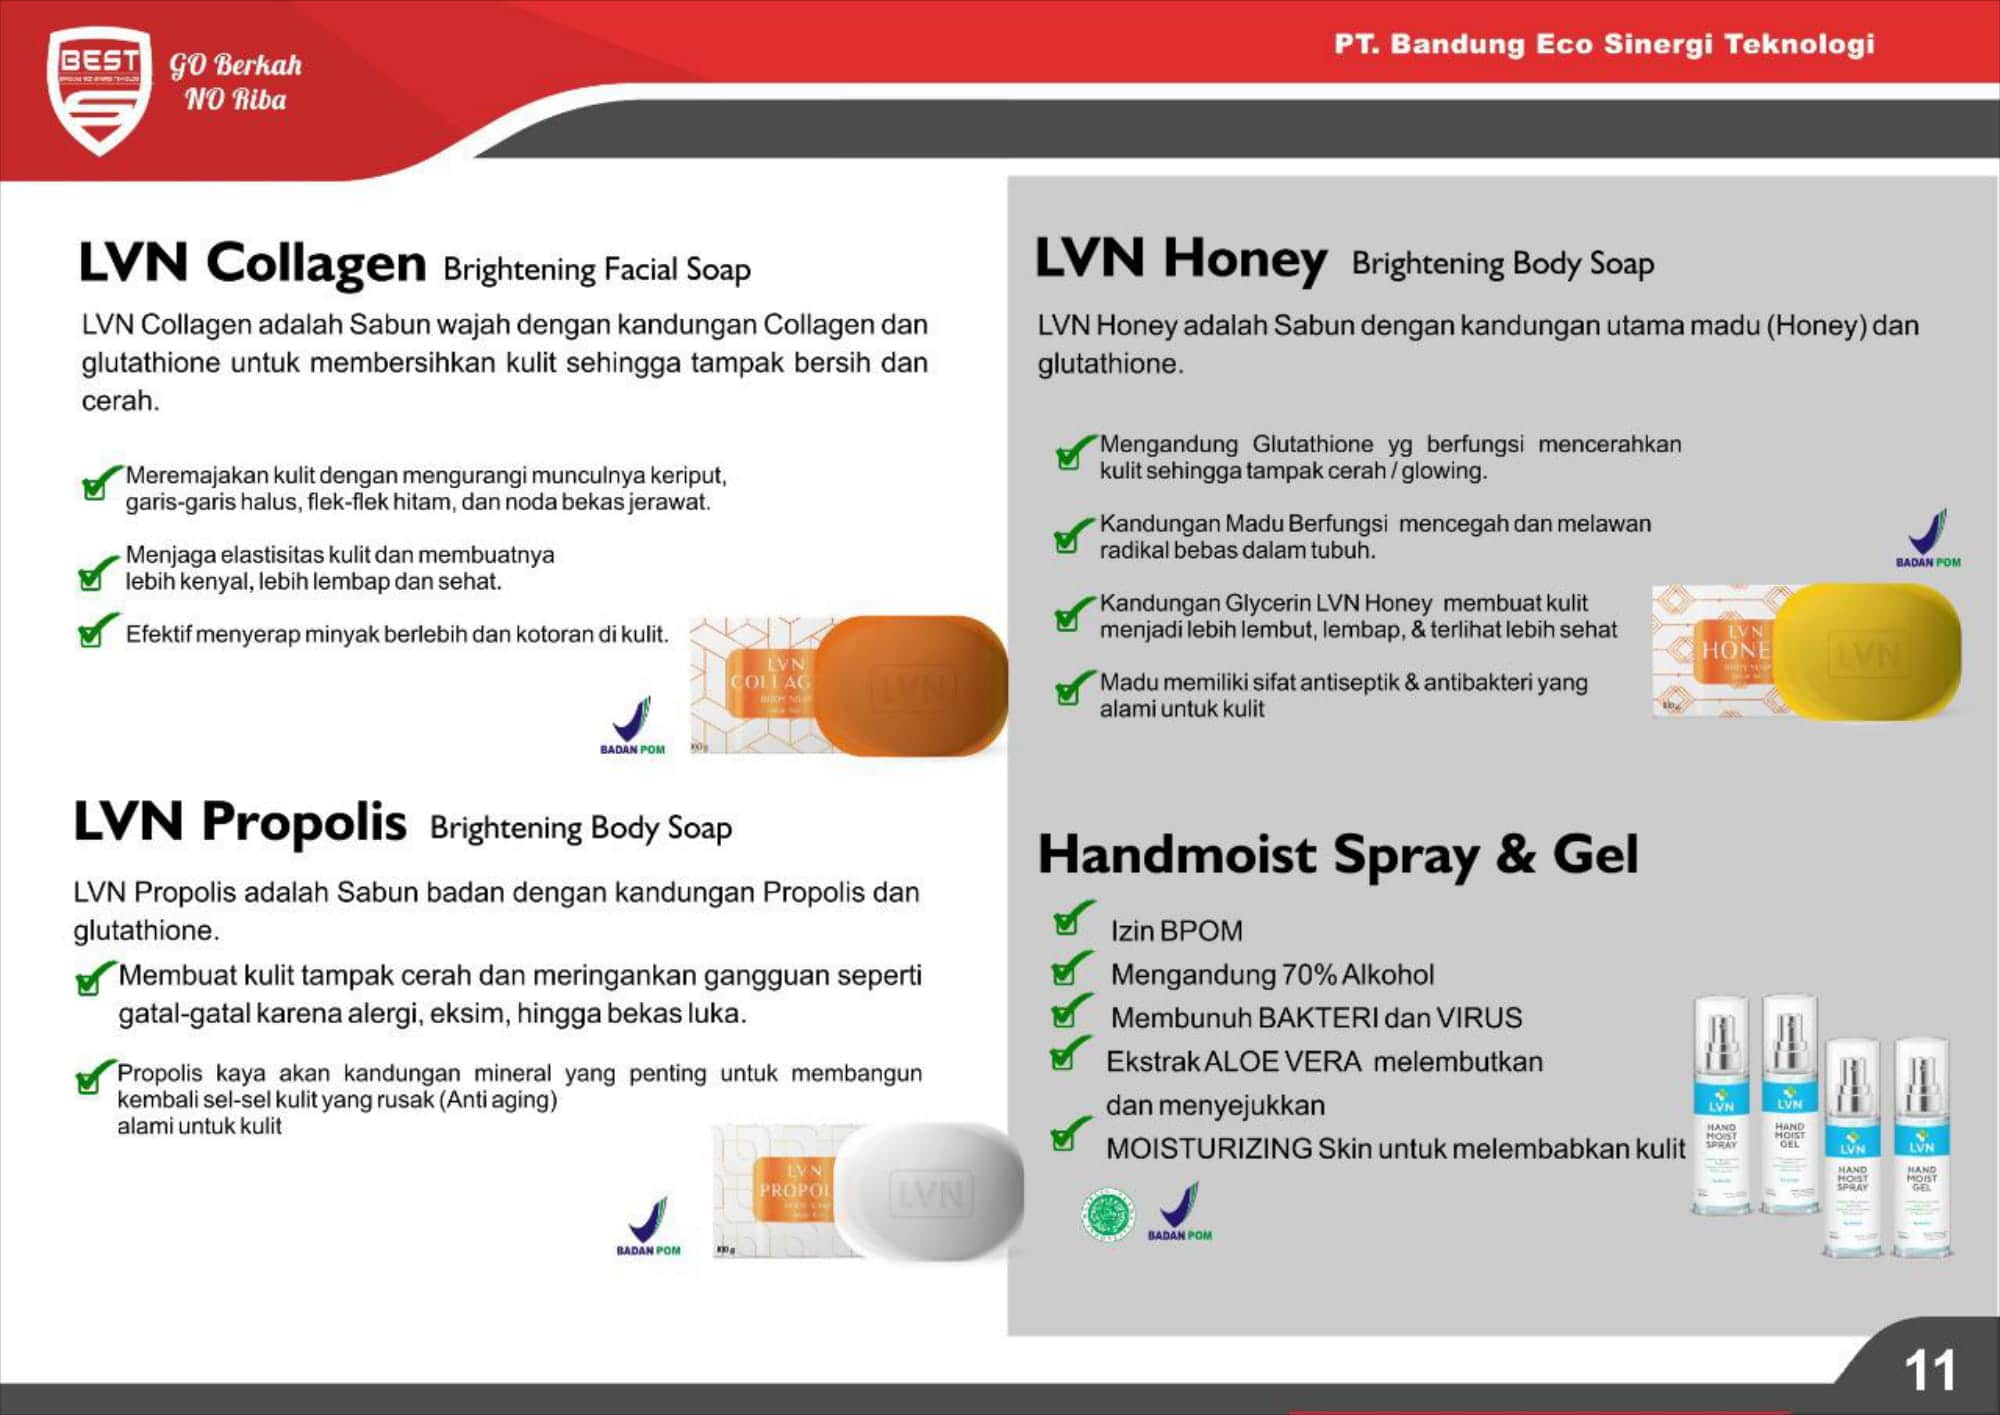 BEST
GO Berkah
NO Riba
PT. Bandung Eco Sinergi Teknologi
LVN Collagen Brightening Facial Soap
LVN Collagen adalah Sabun wajah dengan kandungan Collagen dan
glutathione untuk membersihkan kulit sehingga tampak bersih dan
cerah.
Meremajakan kulit dengan mengurangi munculnya keriput,
garis-garis halus, flek-flek hitam, dan noda bekas jerawat.
Menjaga elastisitas kulit dan membuatnya
lebih kenyal, lebih lembap dan sehat.
Efektif menyerap minyak berlebih dan kotoran di kulit.
BADAN POM
LVN
COLLAG
LVN
LVN Propolis Brightening Body Soap
LVN Propolis adalah Sabun badan dengan kandungan Propolis dan
glutathione.
Membuat kulit tampak cerah dan meringankan gangguan seperti
gatal-gatal karena alergi, eksim, hingga bekas luka.
Propolis kaya akan kandungan mineral yang penting untuk membangun
kembali sel-sel kulit yang rusak (Anti aging)
alami untuk kulit
BADAN POM
LVN
PROPOL
100 g
LVN
LVN Honey Brightening Body Soap
LVN Honey adalah Sabun dengan kandungan utama madu (Honey) dan
glutathione.
Mengandung Glutathione yg berfungsi mencerahkan
kulit sehingga tampak cerah / glowing.
Kandungan Madu Berfungsi mencegah dan melawan
radikal bebas dalam tubuh.
Kandungan Glycerin LVN Honey membuat kulit
menjadi lebih lembut, lembap, & terlihat lebih sehat
Madu memiliki sifat antiseptik & antibakteri yang
alami untuk kulit
BADAN POM
LVN
HONE
LVN
Handmoist Spray & Gel
Izin BPOM
Mengandung 70% Alkohol
Membunuh BAKTERI dan VIRUS
Ekstrak ALOE VERA melembutkan
dan menyejukkan
MOISTURIZING Skin untuk melembabkan kulit
BADAN POM
LVN
HAND
MOIST
SPRAY
LVN
HAND
MOIST
GEL
LVN
HAND
MOIST
SPRAY
LVN
HAND
MOIST
GEL
11